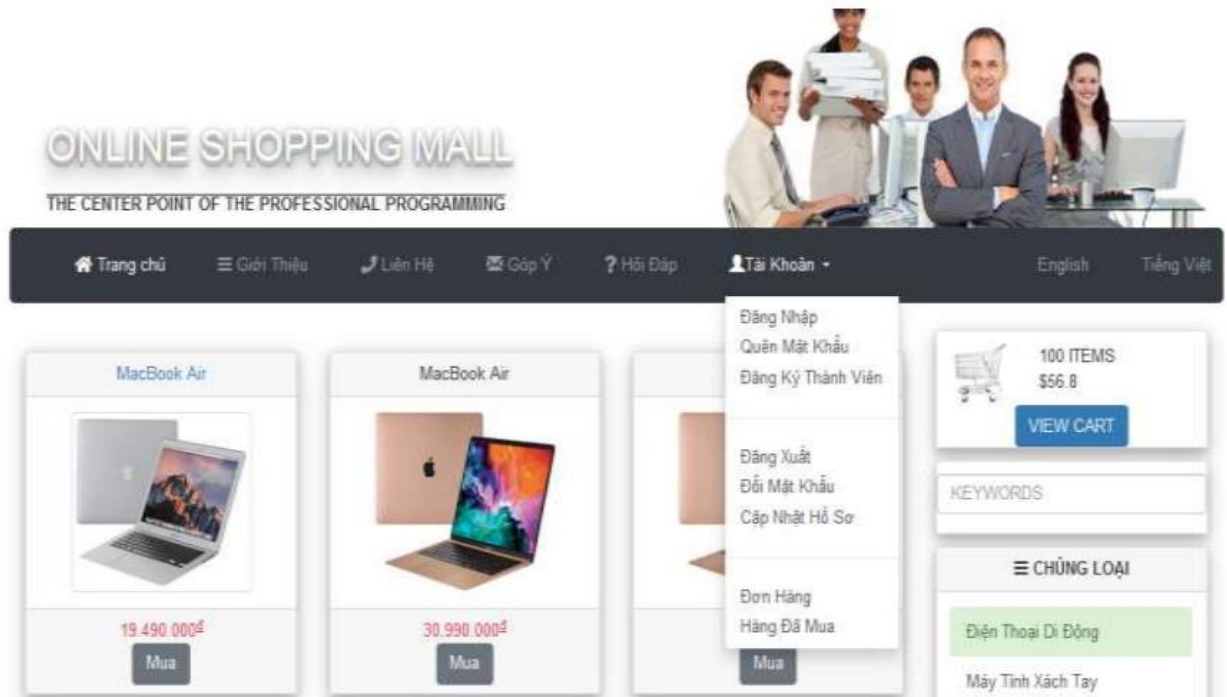 ONLINE SHOPPING MALL
THE CENTER POINT OF THE PROFESSIONAL PROGRAMMING
Trang chủ Giới Thiệu Liên Hệ Góp Ý Hỏi Đáp Tài Khoản English Tiếng Việt
Đăng Nhập
Quên Mật Khẩu
Đăng Ký Thành Viên
Đăng Xuất
Đổi Mật Khẩu
Cập Nhật Hồ Sơ
Đơn Hàng
Hàng Đã Mua
MacBook Air
19.490.000₫
Mua
MacBook Air
30.990.000₫
Mua
Mua
100 ITEMS
$56.8
VIEW CART
KEYWORDS
CHỦNG LOẠI
Điện Thoại Di Động
Máy Tính Xách Tay